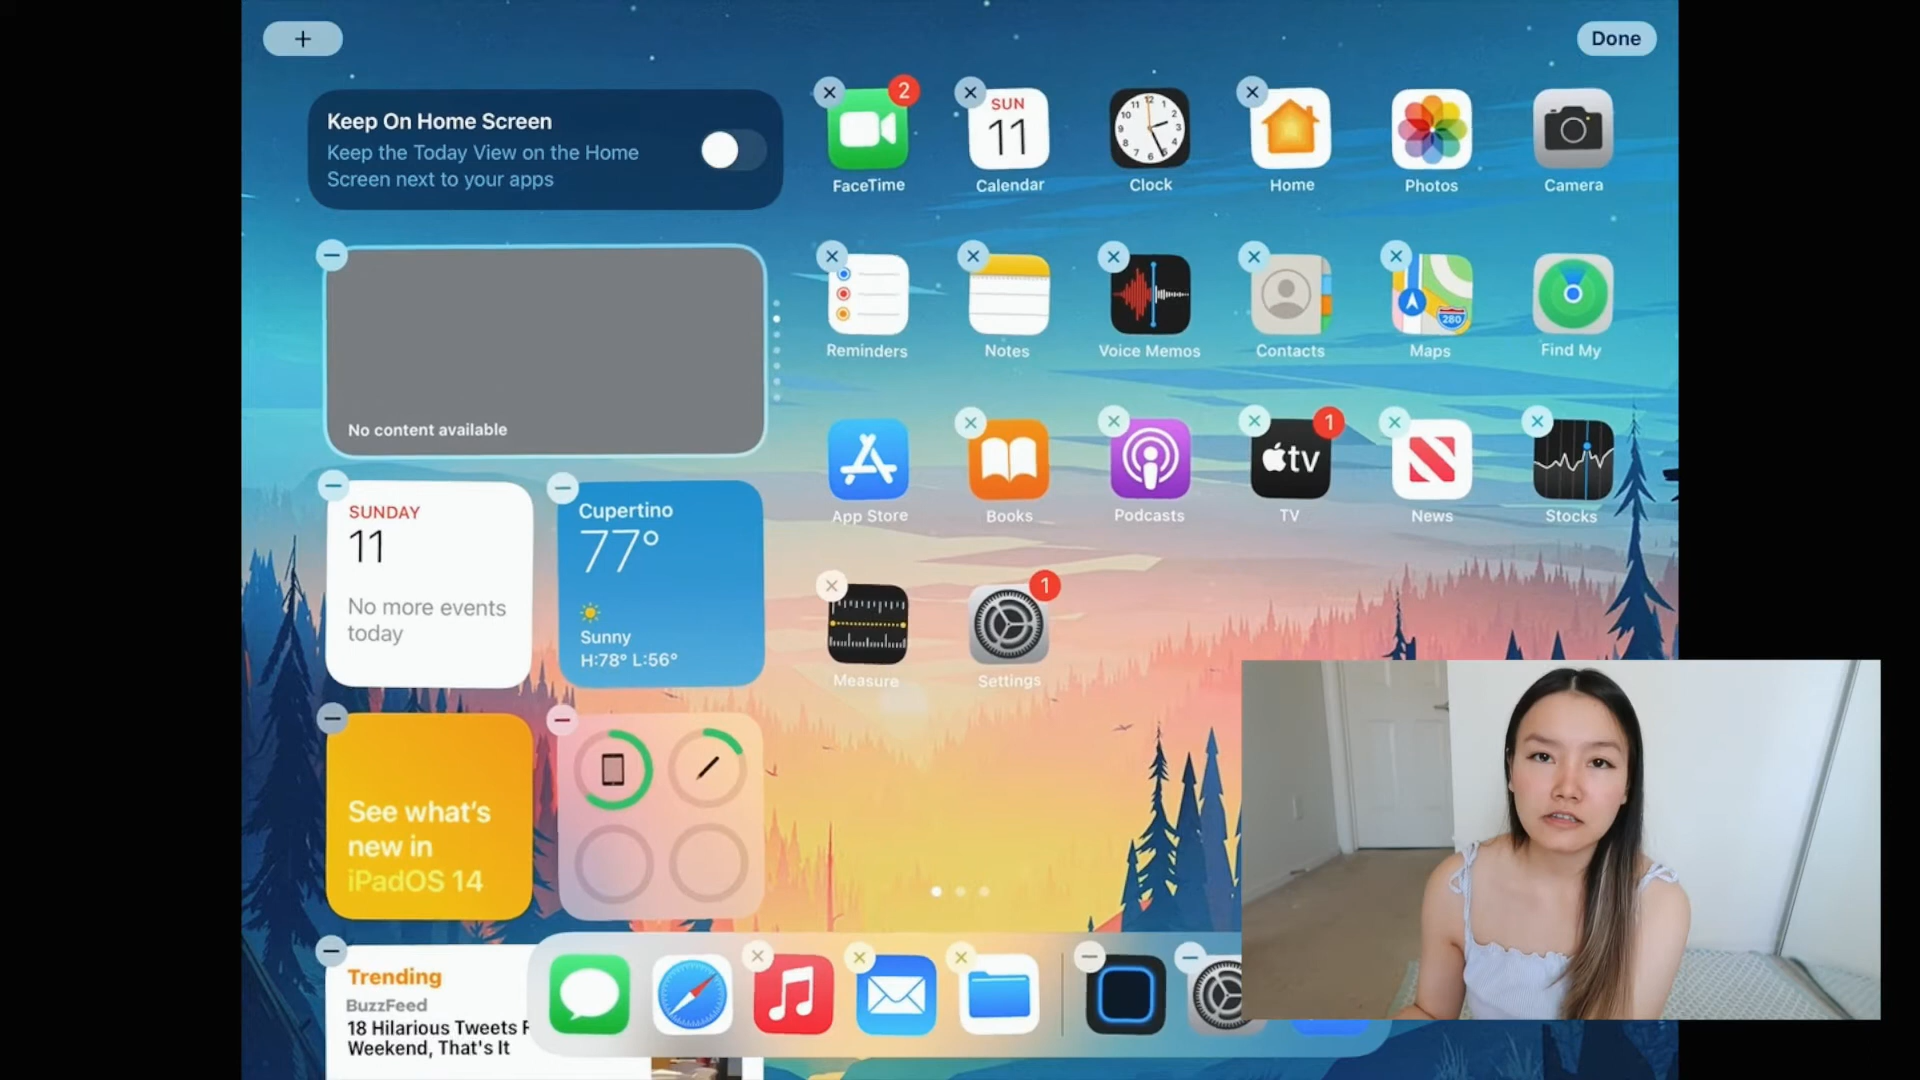 +
Done
Keep On Home Screen
Keep the Today View on the Home
Screen next to your apps
2
SUN
11
12
FaceTime
Calendar
Clock
Home
Photos
Camera
No content available
280
Reminders
Notes
Voice Memos
Contacts
Maps
Find My
1
tv
App Store
Books
Podcasts
TV
News
Stocks
SUNDAY
11
No more events
today
Cupertino
77°
Sunny
H:78° L:56°
1
Measure
Settings
See what's
new in
iPadOS 14
Trending
BuzzFeed
18 Hilarious Tweets
Weekend, That's It